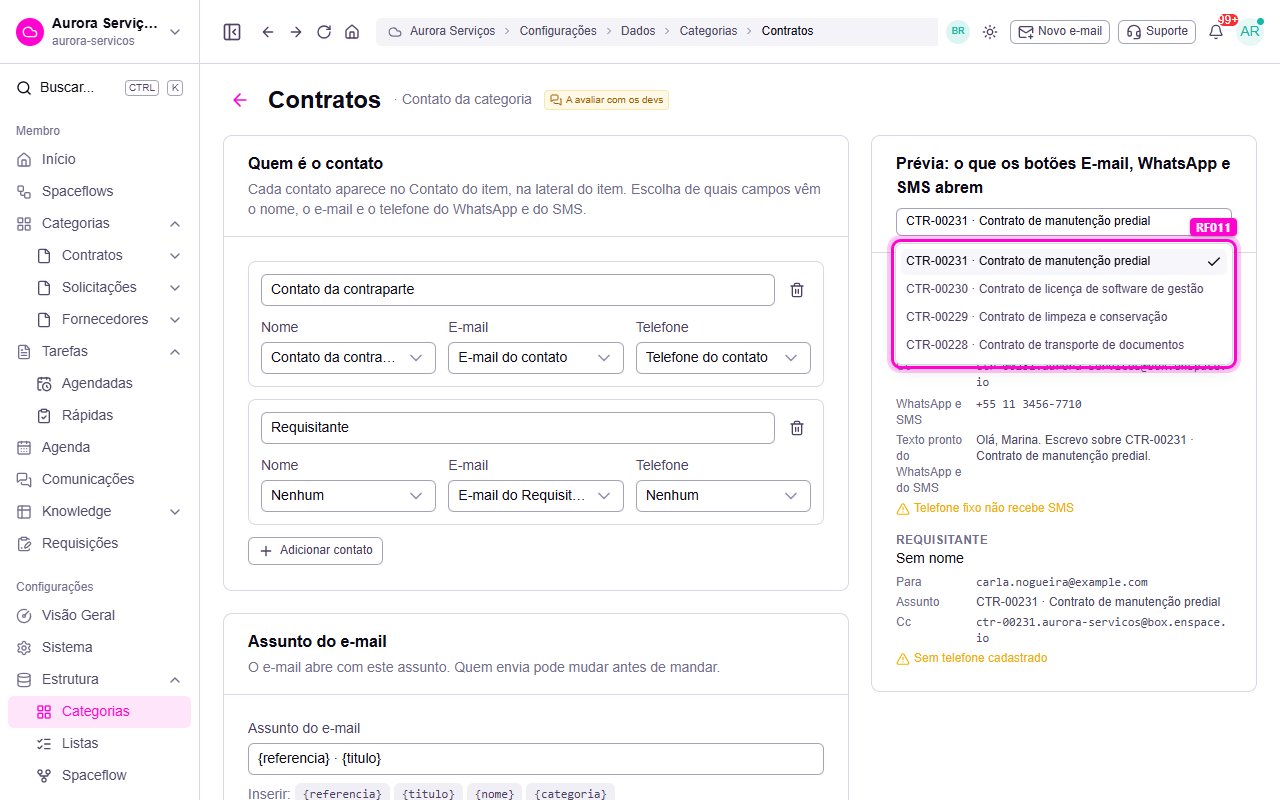 Aurora Serviç...
aurora-servicos
Aurora Serviços
Configurações
Dados
Categorias
Contratos
BR
Novo e-mail
Suporte
99+
AR
Buscar...
CTRL
K
Membro
Início
Spaceflows
Categorias
Contratos
Solicitações
Fornecedores
Tarefas
Agendadas
Rápidas
Agenda
Comunicações
Knowledge
Requisições
Configurações
Visão Geral
Sistema
Estrutura
Categorias
Listas
Spaceflow
Contratos
· Contato da categoria
A avaliar com os devs
Quem é o contato
Cada contato aparece no Contato do item, na lateral do item. Escolha de quais campos vêm
o nome, o e-mail e o telefone do WhatsApp e do SMS.
Contato da contraparte
Nome
E-mail
Telefone
Contato da contra...
E-mail do contato
Telefone do contato
Requisitante
Nome
E-mail
Telefone
Nenhum
E-mail do Requisit...
Nenhum
Adicionar contato
Assunto do e-mail
O e-mail abre com este assunto. Quem envia pode mudar antes de mandar.
Assunto do e-mail
{referencia} · {titulo}
Inserir:
{referencia}
{titulo}
{nome}
{categoria}
Prévia: o que os botões E-mail, WhatsApp e
SMS abrem
CTR-00231 · Contrato de manutenção predial
RF011
CTR-00231 · Contrato de manutenção predial
CTR-00230 · Contrato de licença de software de gestão
CTR-00229 · Contrato de limpeza e conservação
CTR-00228 · Contrato de transporte de documentos
io
WhatsApp e
SMS
+55 11 3456-7710
Texto pronto
do
WhatsApp e
do SMS
Olá, Marina. Escrevo sobre CTR-00231 ·
Contrato de manutenção predial.
Telefone fixo não recebe SMS
REQUISITANTE
Sem nome
Para
carla.nogueira@example.com
Assunto
CTR-00231 · Contrato de manutenção predial
Cc
ctr-00231.aurora-servicos@box.enspace.
io
Sem telefone cadastrado